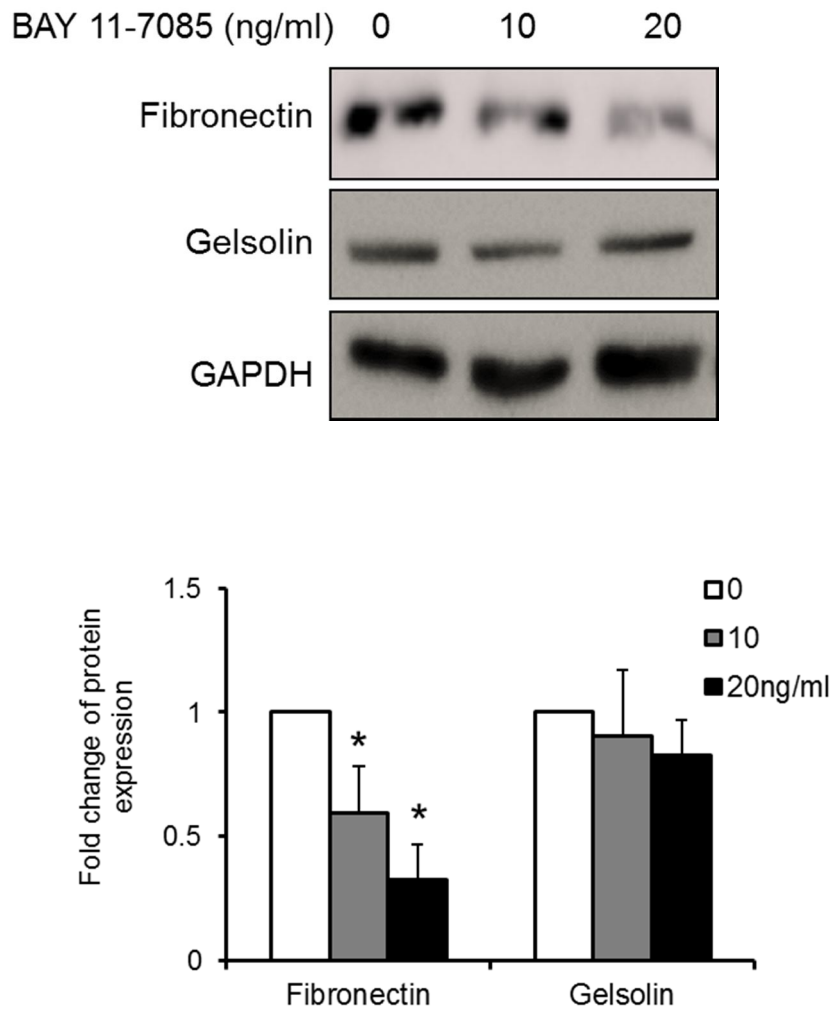 BAY 11-7085 (ng/ml) 0 10 20
Fibronectin
Gelsolin
GAPDH
Fold change of protein
expression
1.5
1
0.5
0
* *
0
10
20ng/ml
Fibronectin Gelsolin